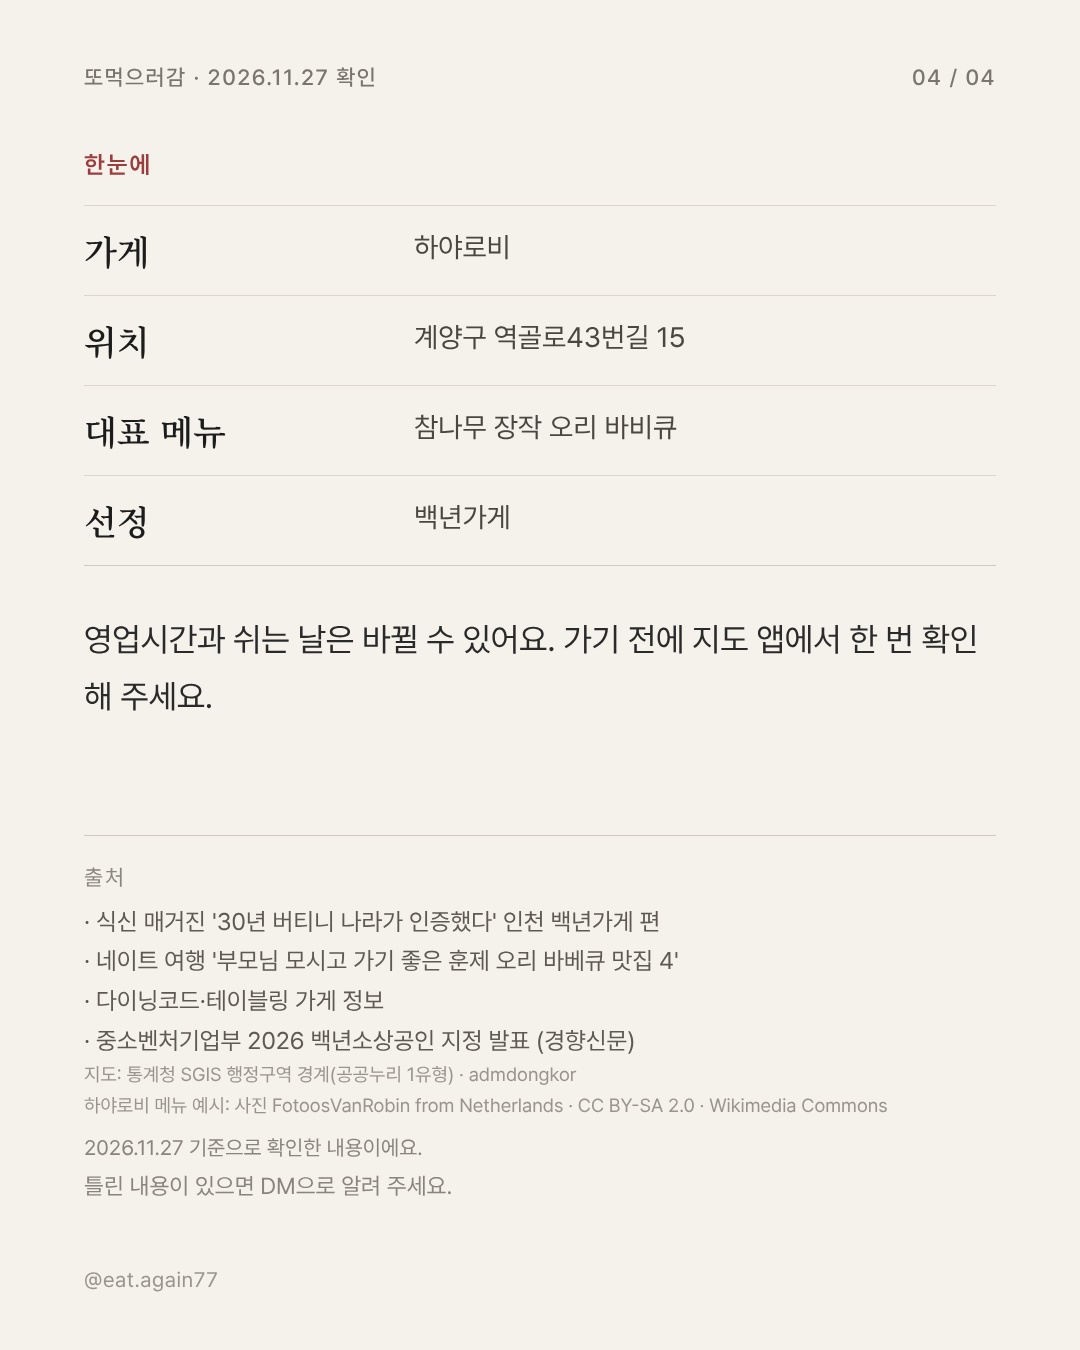 또먹으러감 · 2026.11.27 확인
04 / 04
한눈에
가게
하야로비
위치
계양구 역골로43번길 15
대표 메뉴
참나무 장작 오리 바비큐
선정
백년가게
영업시간과 쉬는 날은 바뀔 수 있어요. 가기 전에 지도 앱에서 한 번 확인
해 주세요.
출처
· 식신 매거진 '30년 버티니 나라가 인증했다' 인천 백년가게 편
· 네이트 여행 '부모님 모시고 가기 좋은 훈제 오리 바베큐 맛집 4'
· 다이닝코드·테이블링 가게 정보
· 중소벤처기업부 2026 백년소상공인 지정 발표 (경향신문)
지도: 통계청 SGIS 행정구역 경계(공공누리 1유형) · admdongkor
하야로비 메뉴 예시: 사진 FotoosVanRobin from Netherlands · CC BY-SA 2.0 · Wikimedia Commons
2026.11.27 기준으로 확인한 내용이에요.
틀린 내용이 있으면 DM으로 알려 주세요.
@eat.again77